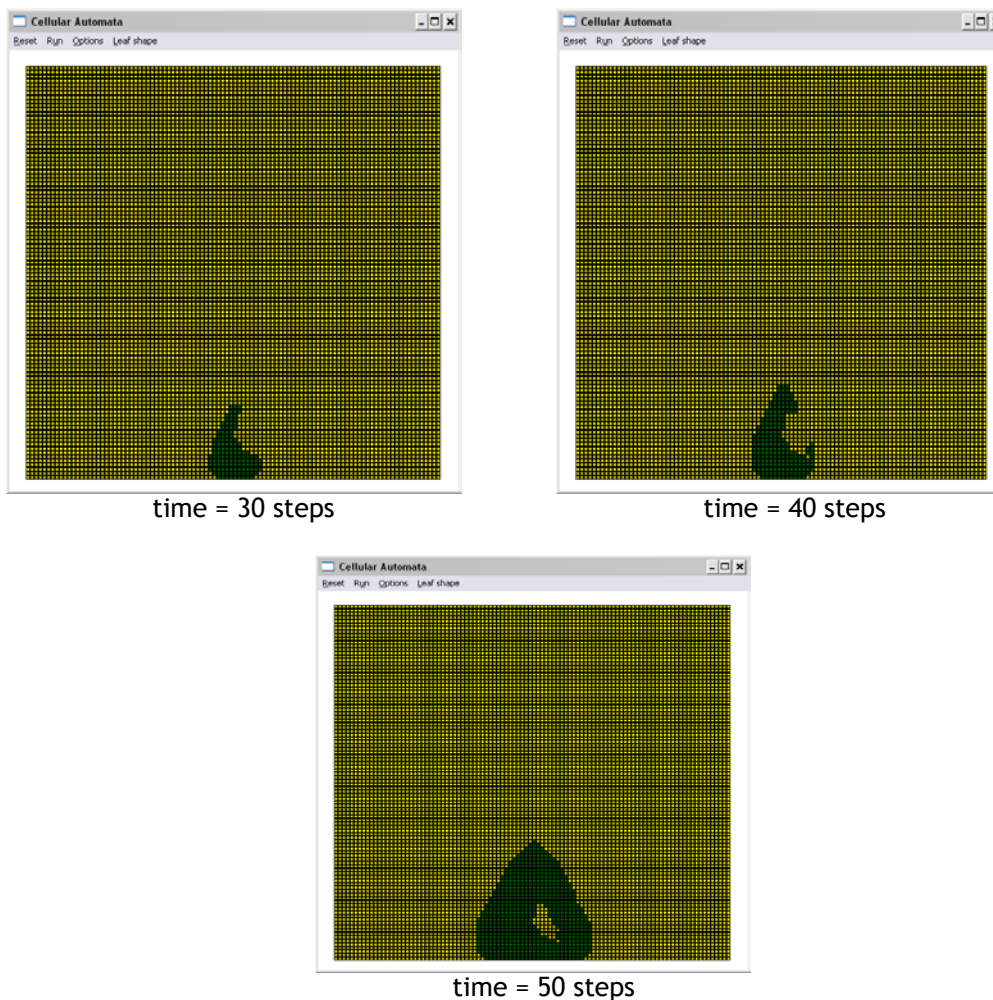 Cellular Automata
Reset Run Options Leaf shape
time = 30 steps
Cellular Automata
Reset Run Options Leaf shape
time = 40 steps
Cellular Automata
Reset Run Options Leaf shape
time = 50 steps